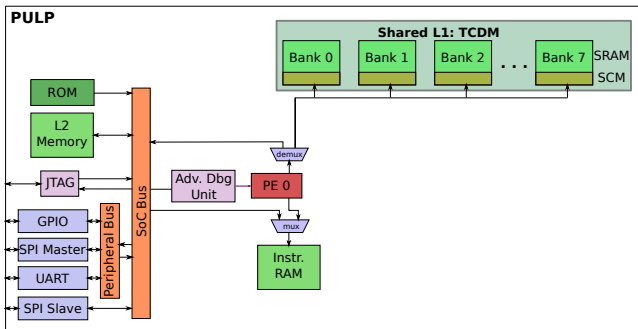 PULP
Shared L1: TCDM
Bank 0
Bank 1
Bank 2
. . .
Bank 7
SRAM
SCM
ROM
L2
Memory
demux
JTAG
Adv. Dbg
Unit
PE 0
SoC Bus
GPIO
Peripheral Bus
mux
SPI Master
Instr.
RAM
UART
SPI Slave